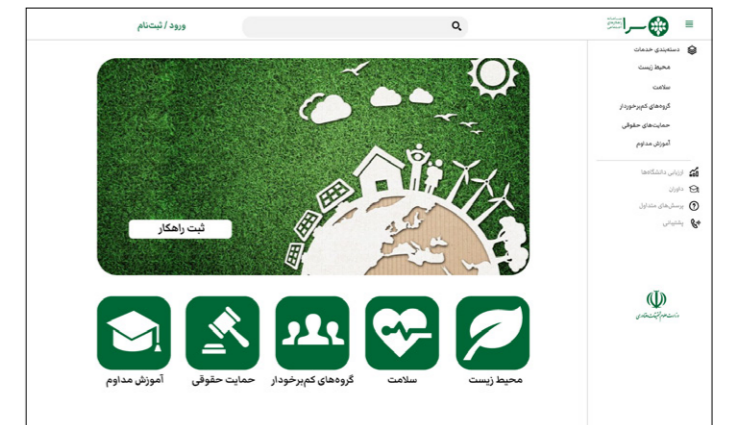 سرا
ورود / ثبت‌نام
دسته‌بندی خدمات
محیط زیست
سلامت
گروه‌های کم‌برخوردار
حمایت‌های حقوقی
آموزش مداوم
ارزیابی دانشگاه‌ها
داوران
پرسش‌های متداول
پشتیبانی
ثبت راهکار
محیط زیست
سلامت
گروه‌های کم‌برخودار
حمایت حقوقی
آموزش مداوم